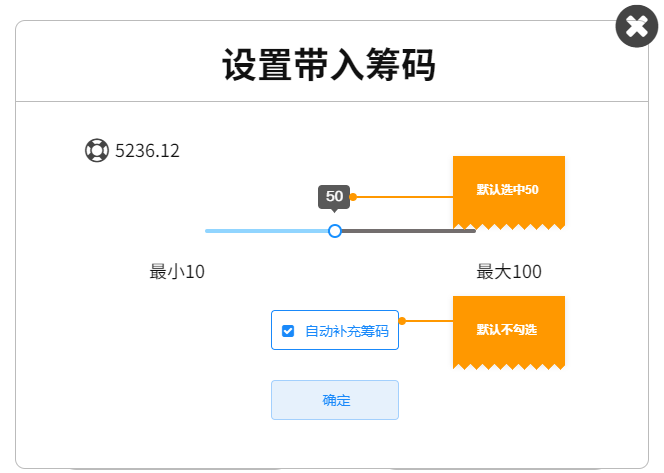 设置带入筹码
5236.12
默认选中50
50
最小10
最大100
自动补充筹码
默认不勾选
确定